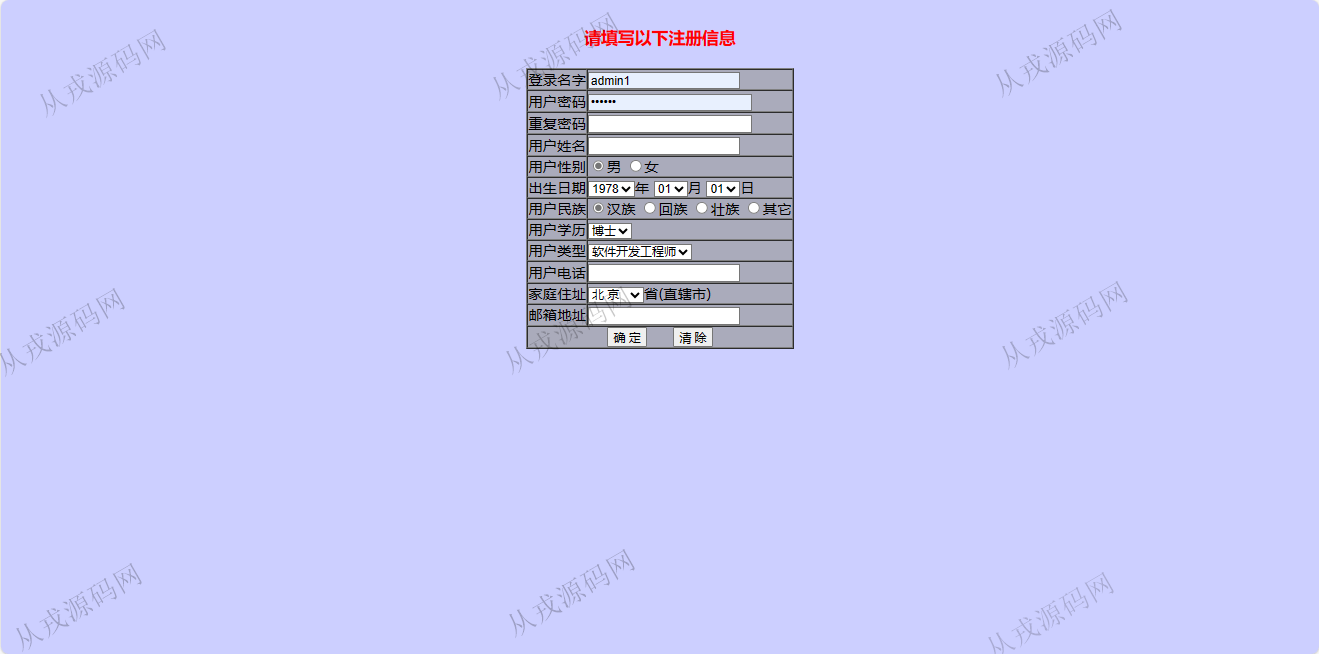 请填写以下注册信息
登录名字 admin1
用户密码 ••••••
重复密码
用户姓名
用户性别 男 女
出生日期 1978 年 01 月 01 日
用户民族 汉族 回族 壮族 其它
用户学历 博士
用户类型 软件开发工程师
用户电话
家庭住址 北 京 省(直辖市)
邮箱地址
确 定 清 除
从戎源码网
从戎源码网
从戎源码网
从戎源码网
从戎源码网
从戎源码网
从戎源码网
从戎源码网
从戎源码网